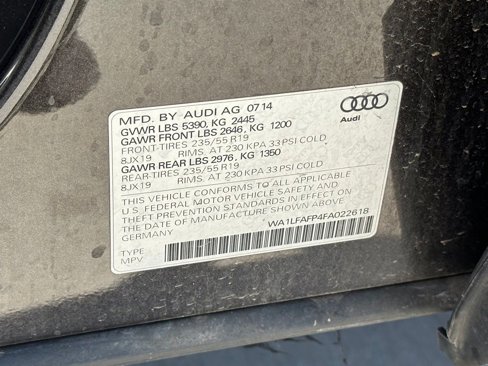 MFD. BY AUDI AG 07 14
GVWR LBS 5390, KG 2445
GAWR FRONT LBS 2646, KG 1200
FRONT-TIRES 235/55 R19
8JX19 RIMS. AT 230 KPA 33 PSI COLD
GAWR REAR LBS 2976, KG 1350
REAR-TIRES 235/55 R19
8JX19 RIMS. AT 230 KPA 33 PSI COLD
THIS VEHICLE CONFORMS TO ALL APPLICABLE
U.S. FEDERAL MOTOR VEHICLE SAFETY AND
THEFT PREVENTION STANDARDS IN EFFECT ON
THE DATE OF MANUFACTURE SHOWN ABOVE
GERMANY WA1LFAFP4FA022618
TYPE
MPV
Audi